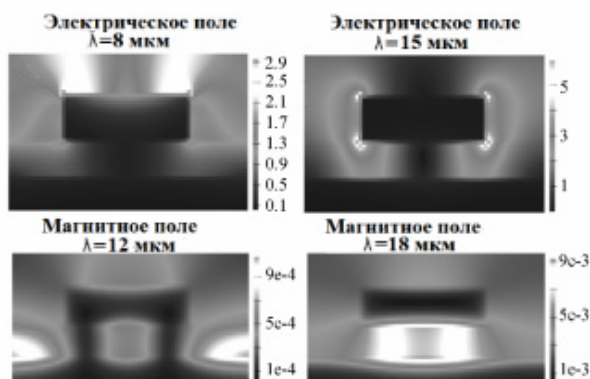 Электрическое поле
λ=8 мкм
2.9
2.5
2.1
1.7
1.3
0.9
0.5
0.1
Электрическое поле
λ=15 мкм
5
3
1
Магнитное поле
λ=12 мкм
9e-4
5e-4
1e-4
Магнитное поле
λ=18 мкм
9e-3
5e-3
1e-3